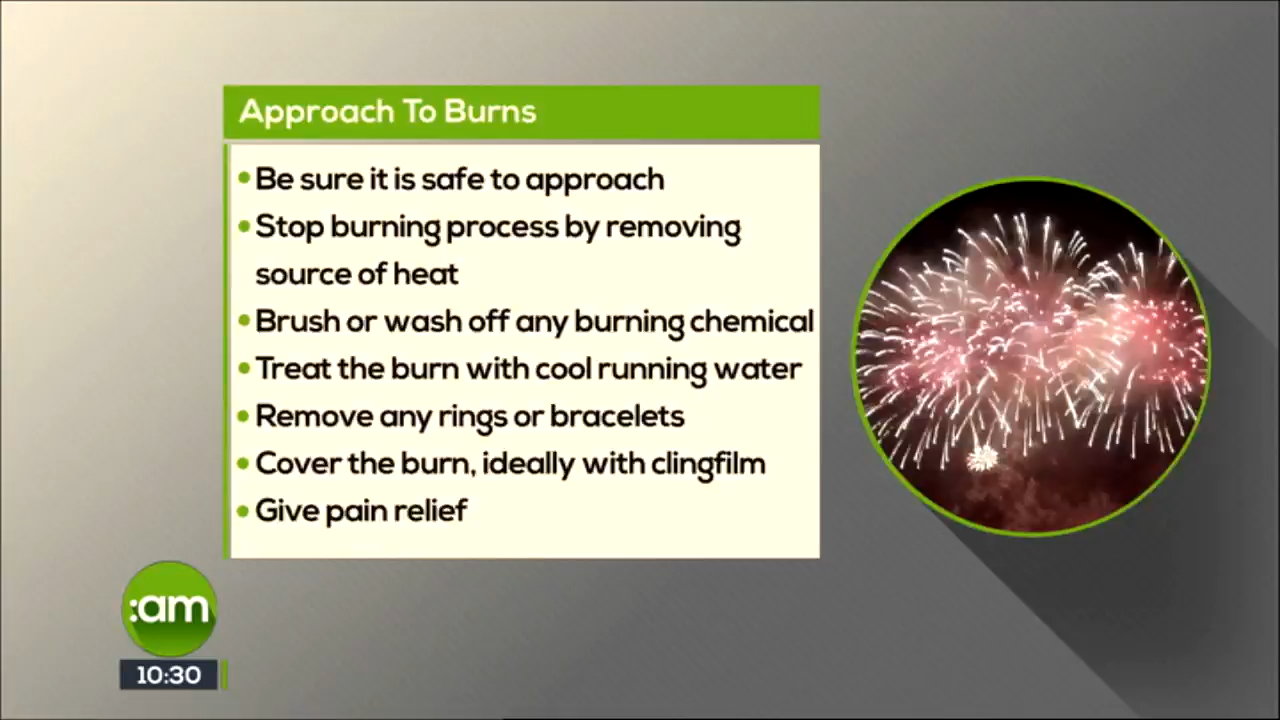 Approach To Burns
• Be sure it is safe to approach
• Stop burning process by removing
source of heat
• Brush or wash off any burning chemical
• Treat the burn with cool running water
• Remove any rings or bracelets
• Cover the burn, ideally with clingfilm
• Give pain relief
:am
10:30